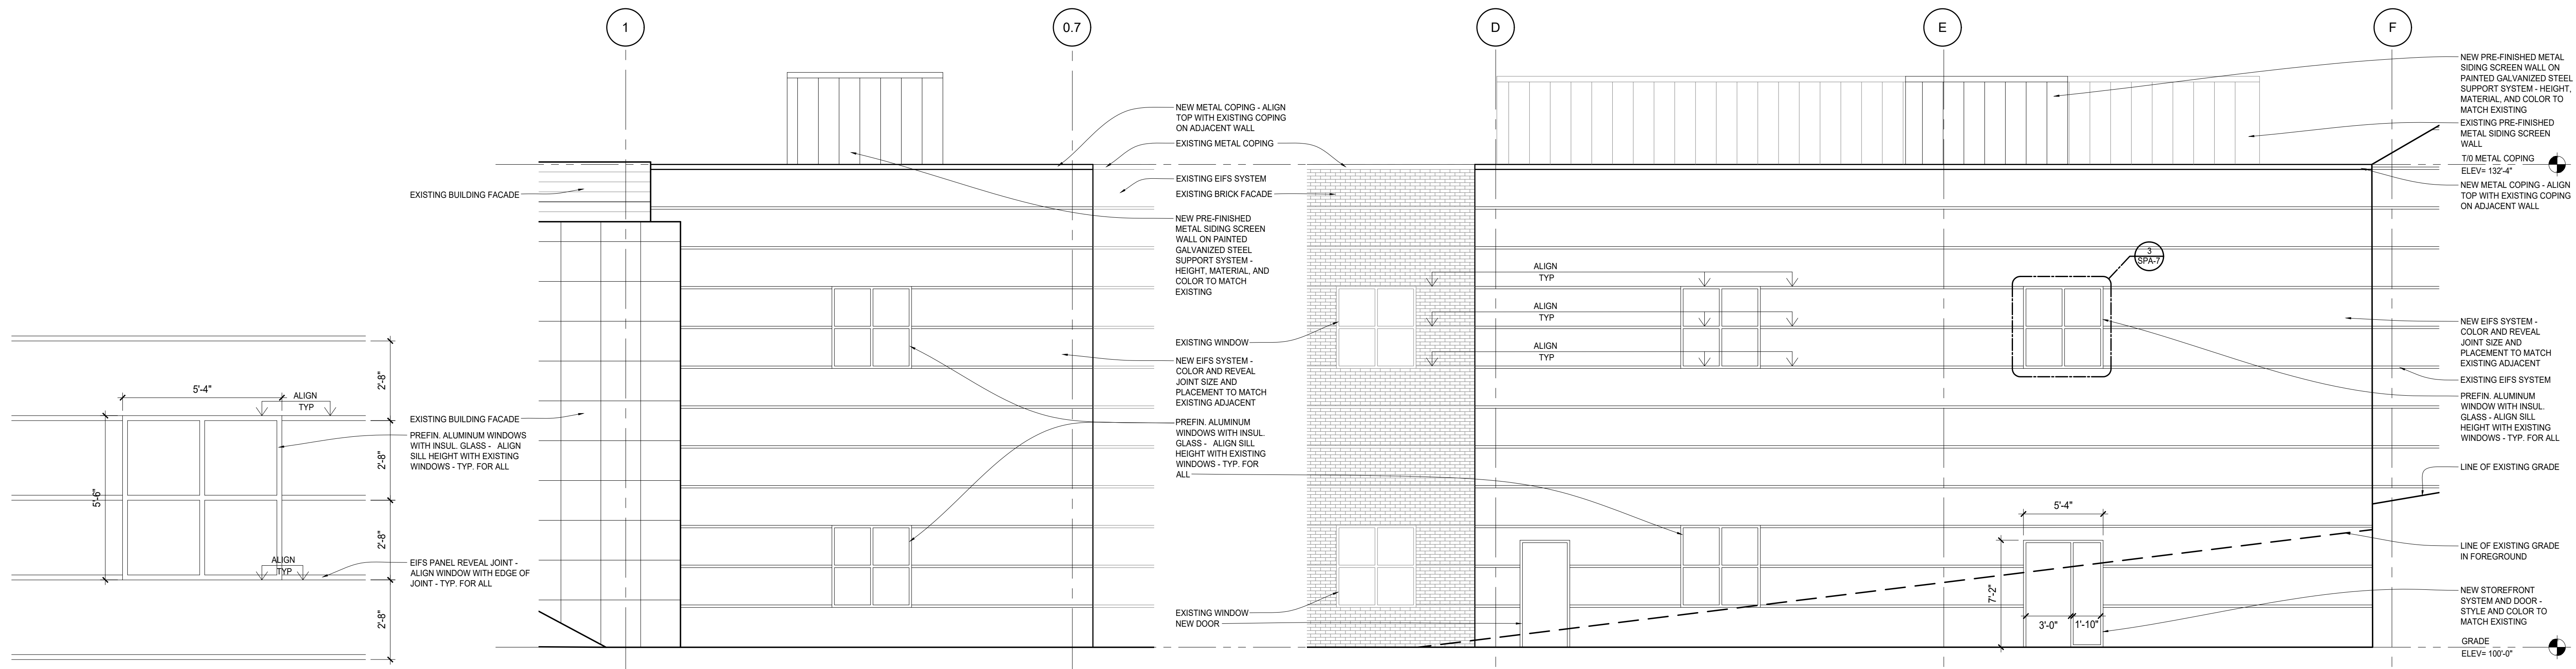 1
0.7
D
E
F
NEW METAL COPING - ALIGN
TOP WITH EXISTING COPING
ON ADJACENT WALL
EXISTING METAL COPING
EXISTING BUILDING FACADE
EXISTING EIFS SYSTEM
EXISTING BRICK FACADE
NEW PRE-FINISHED
METAL SIDING SCREEN
WALL ON PAINTED
GALVANIZED STEEL
SUPPORT SYSTEM -
HEIGHT, MATERIAL, AND
COLOR TO MATCH
EXISTING
EXISTING WINDOW
NEW EIFS SYSTEM -
COLOR AND REVEAL
JOINT SIZE AND
PLACEMENT TO MATCH
EXISTING ADJACENT
PREFIN. ALUMINUM
WINDOWS WITH INSUL.
GLASS - ALIGN SILL
HEIGHT WITH EXISTING
WINDOWS - TYP. FOR
ALL
EXISTING WINDOW
NEW DOOR
5'-4"
ALIGN
TYP
5'-6"
ALIGN
TYP
2'-8"
2'-8"
2'-8"
2'-8"
EXISTING BUILDING FACADE
PREFIN. ALUMINUM WINDOWS
WITH INSUL. GLASS - ALIGN
SILL HEIGHT WITH EXISTING
WINDOWS - TYP. FOR ALL
EIFS PANEL REVEAL JOINT -
ALIGN WINDOW WITH EDGE OF
JOINT - TYP. FOR ALL
ALIGN
TYP
ALIGN
TYP
ALIGN
TYP
3
SPA-7
5'-4"
7'-2"
3'-0"
1'-10"
NEW PRE-FINISHED METAL
SIDING SCREEN WALL ON
PAINTED GALVANIZED STEEL
SUPPORT SYSTEM - HEIGHT,
MATERIAL, AND COLOR TO
MATCH EXISTING
EXISTING PRE-FINISHED
METAL SIDING SCREEN
WALL
T/0 METAL COPING
ELEV= 132'-4"
NEW METAL COPING - ALIGN
TOP WITH EXISTING COPING
ON ADJACENT WALL
NEW EIFS SYSTEM -
COLOR AND REVEAL
JOINT SIZE AND
PLACEMENT TO MATCH
EXISTING ADJACENT
EXISTING EIFS SYSTEM
PREFIN. ALUMINUM
WINDOW WITH INSUL.
GLASS - ALIGN SILL
HEIGHT WITH EXISTING
WINDOWS - TYP. FOR ALL
LINE OF EXISTING GRADE
LINE OF EXISTING GRADE
IN FOREGROUND
NEW STOREFRONT
SYSTEM AND DOOR -
STYLE AND COLOR TO
MATCH EXISTING
GRADE
ELEV= 100'-0"